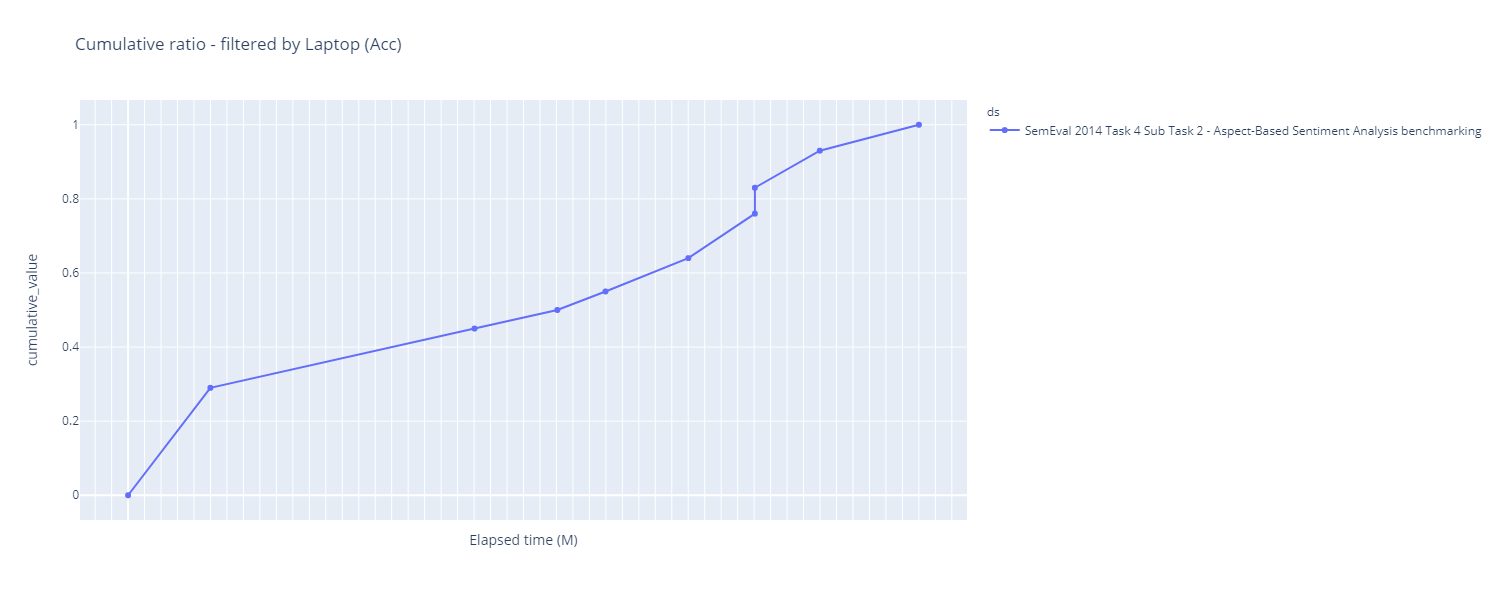 Cumulative ratio - filtered by Laptop (Acc)
ds
SemEval 2014 Task 4 Sub Task 2 - Aspect-Based Sentiment Analysis benchmarking
1
0.8
0.6
0.4
0.2
0
cumulative_value
Elapsed time (M)